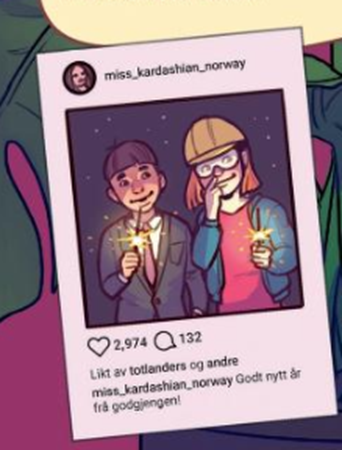 miss_kardashian_norway
2,974 132
Likt av totlanders og andre
miss_kardashian_norway Godt nytt år
frå godgjengen!